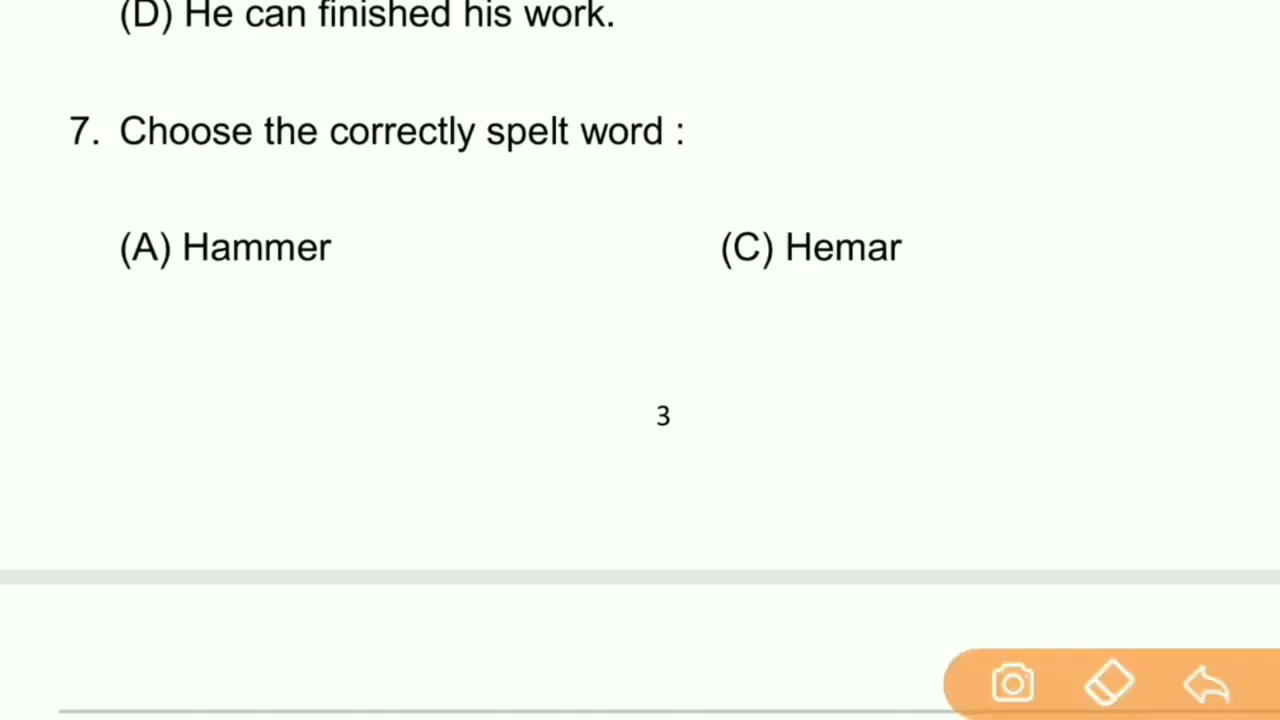 (D) He can finished his work.
7. Choose the correctly spelt word :
(A) Hammer (C) Hemar
3